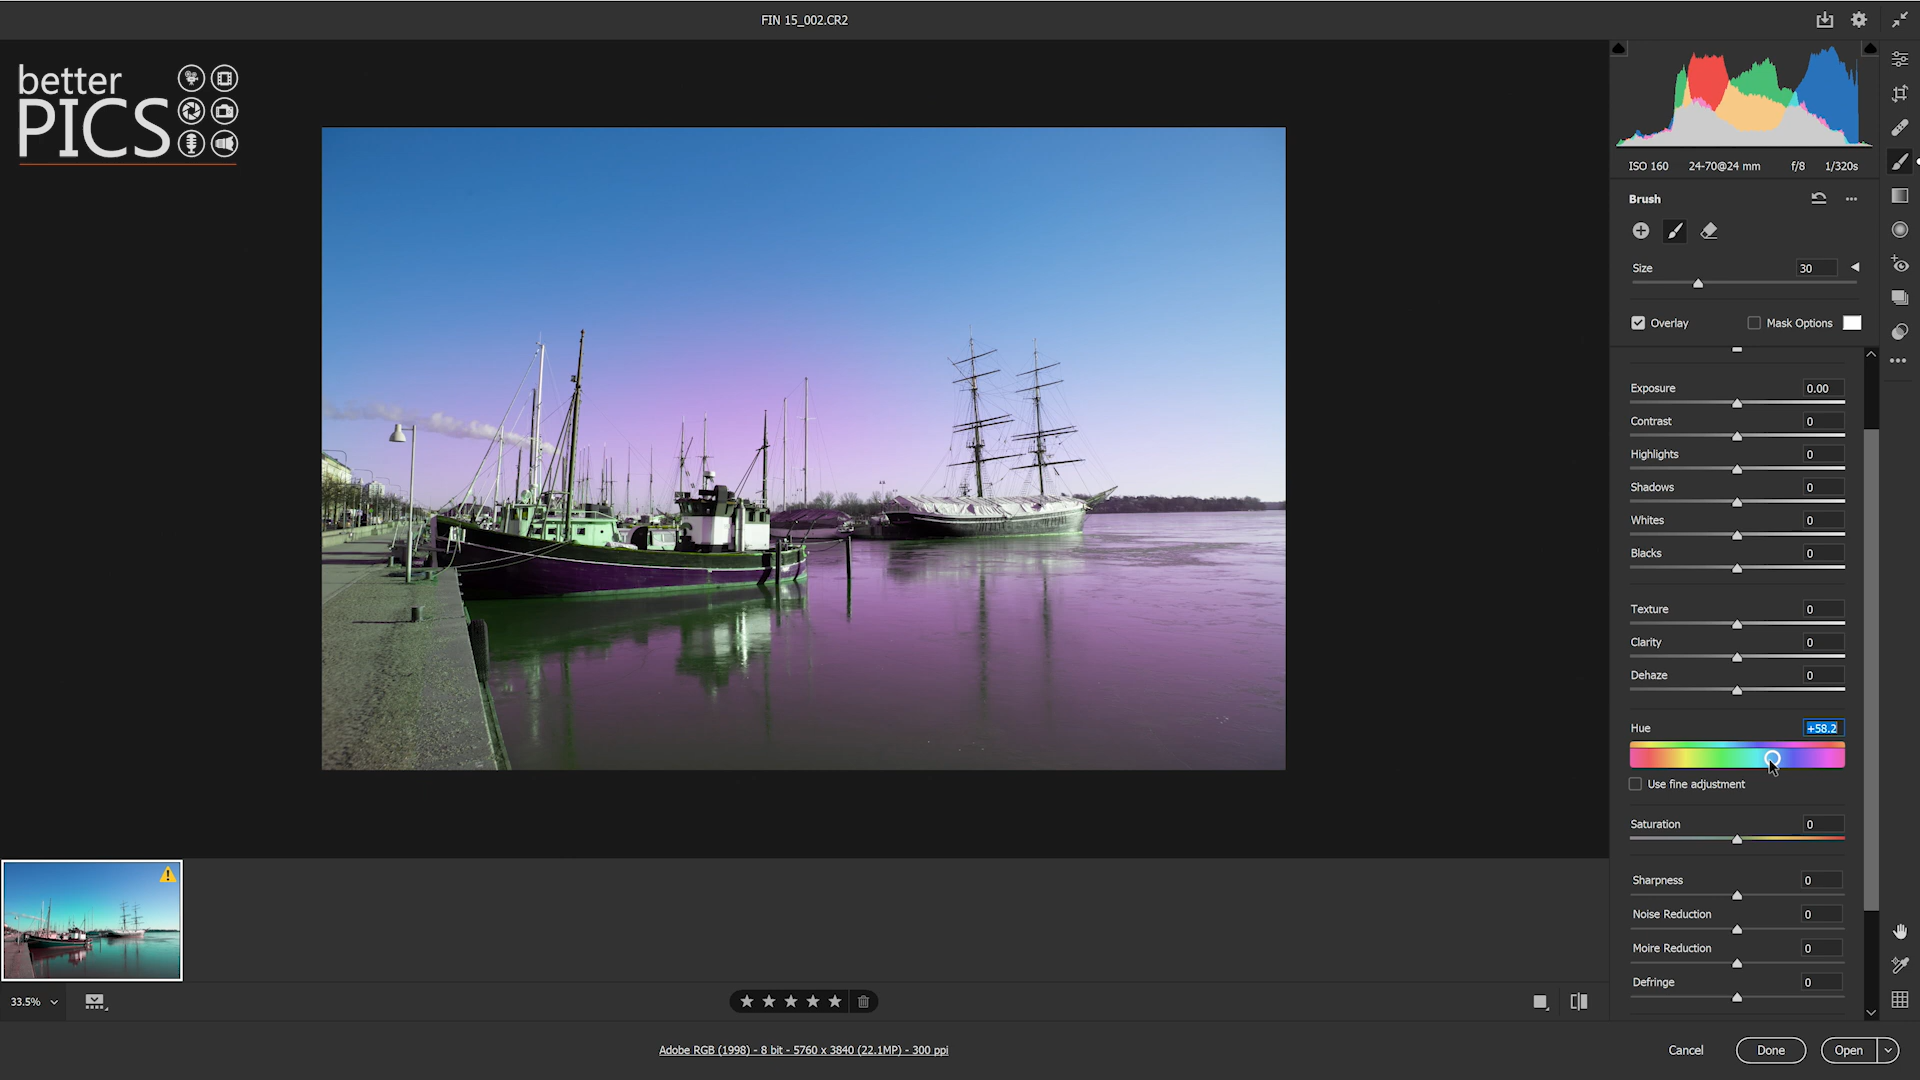 FIN 15_002.CR2
better
PICS
ISO 160 24-70@24 mm f/8 1/320s
Brush
Size 30
Overlay Mask Options
Exposure 0.00
Contrast 0
Highlights 0
Shadows 0
Whites 0
Blacks 0
Texture 0
Clarity 0
Dehaze 0
Hue +58.2
Use fine adjustment
Saturation 0
Sharpness 0
Noise Reduction 0
Moire Reduction 0
Defringe 0
33.5%
Adobe RGB (1998) - 8 bit - 5760 x 3840 (22.1MP) - 300 ppi
Cancel Done Open